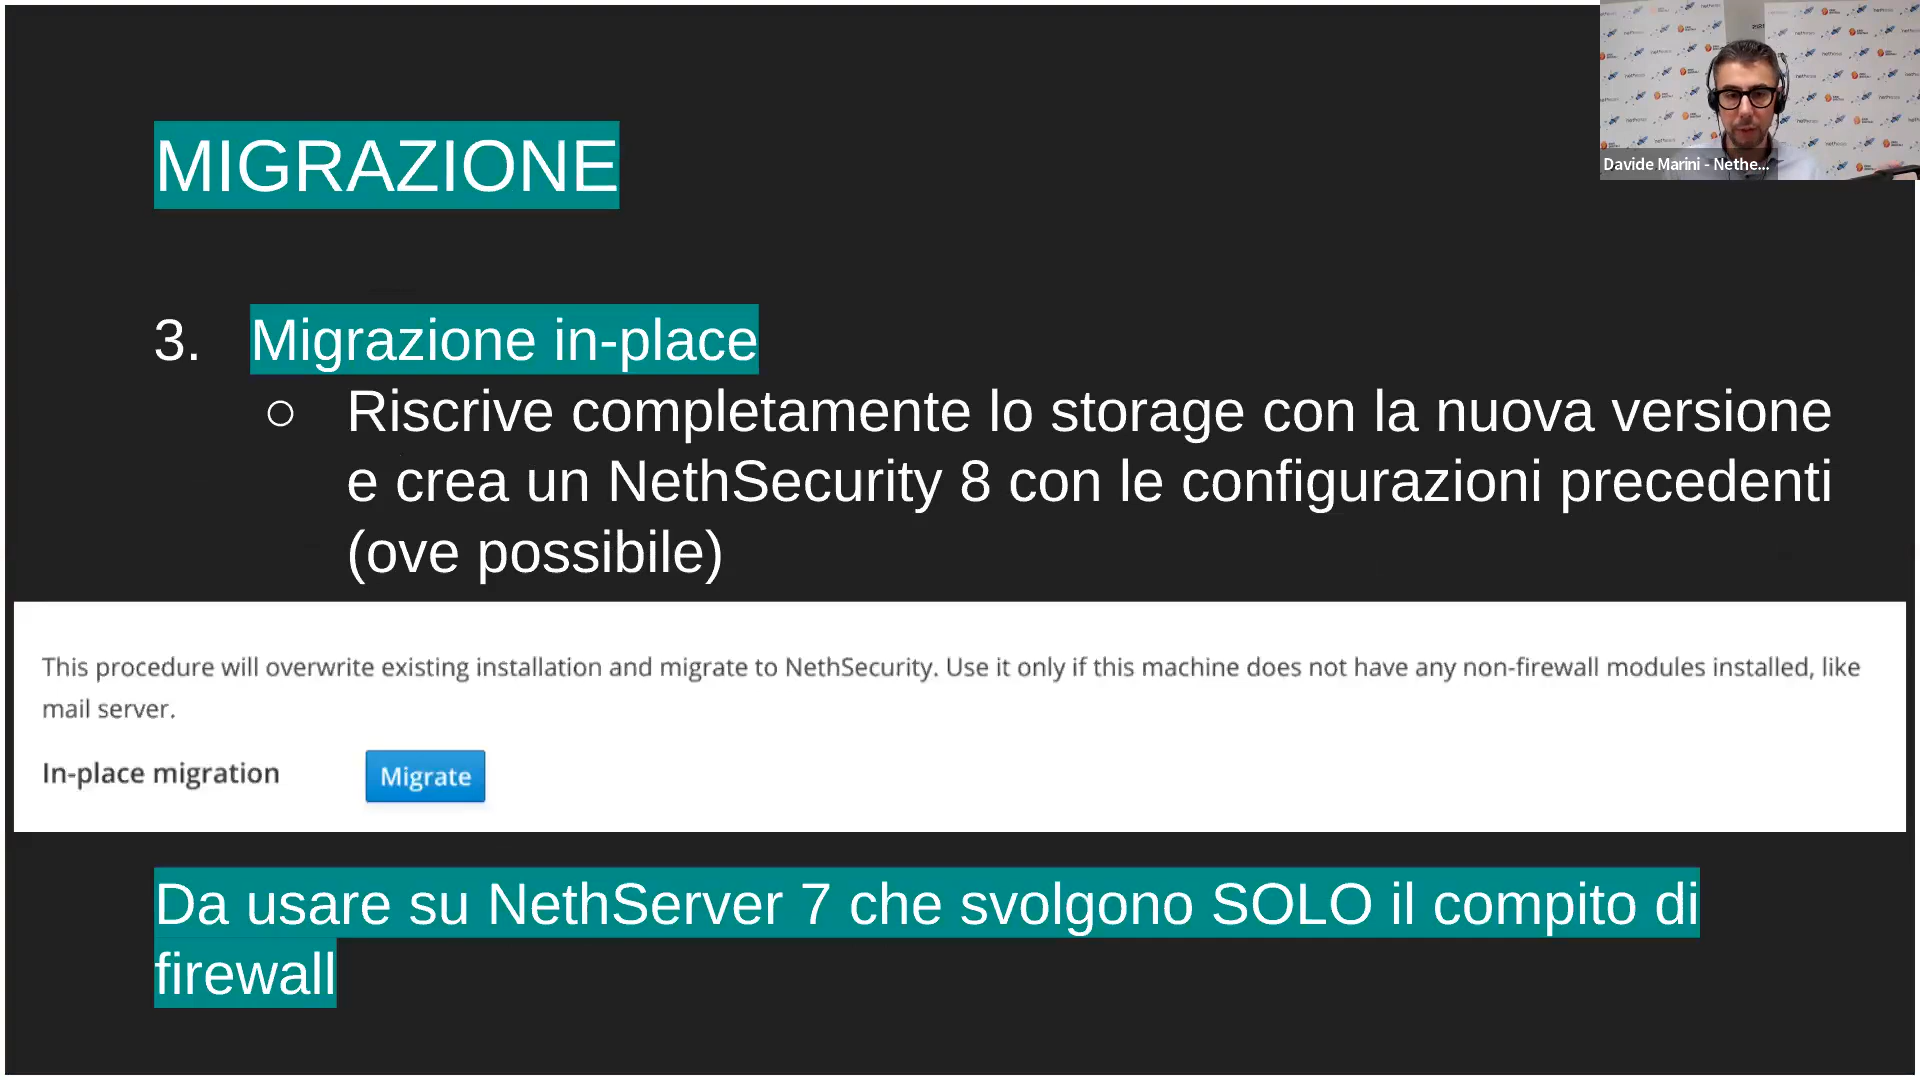 MIGRAZIONE
Davide Marini - Nethe...
3. Migrazione in-place
○ Riscrive completamente lo storage con la nuova versione
e crea un NethSecurity 8 con le configurazioni precedenti
(ove possibile)
This procedure will overwrite existing installation and migrate to NethSecurity. Use it only if this machine does not have any non-firewall modules installed, like
mail server.
In-place migration Migrate
Da usare su NethServer 7 che svolgono SOLO il compito di
firewall